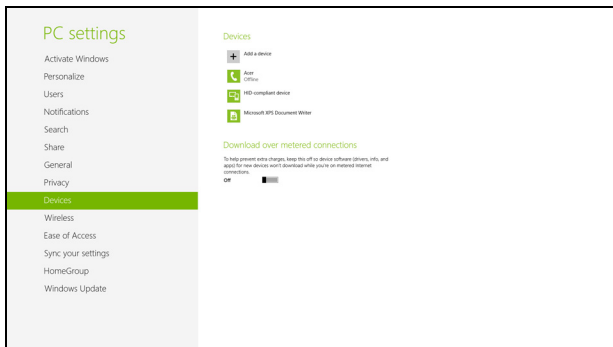 PC settings
Activate Windows
Personalize
Users
Notifications
Search
Share
General
Privacy
Devices
Wireless
Ease of Access
Sync your settings
HomeGroup
Windows Update
Devices
Add a device
Acer
Offline
HID-compliant device
Microsoft XPS Document Writer
Download over metered connections
To help prevent extra charges, keep this off so device software (drivers, info, and
apps) for new devices won't download while you're on metered Internet
connections.
Off